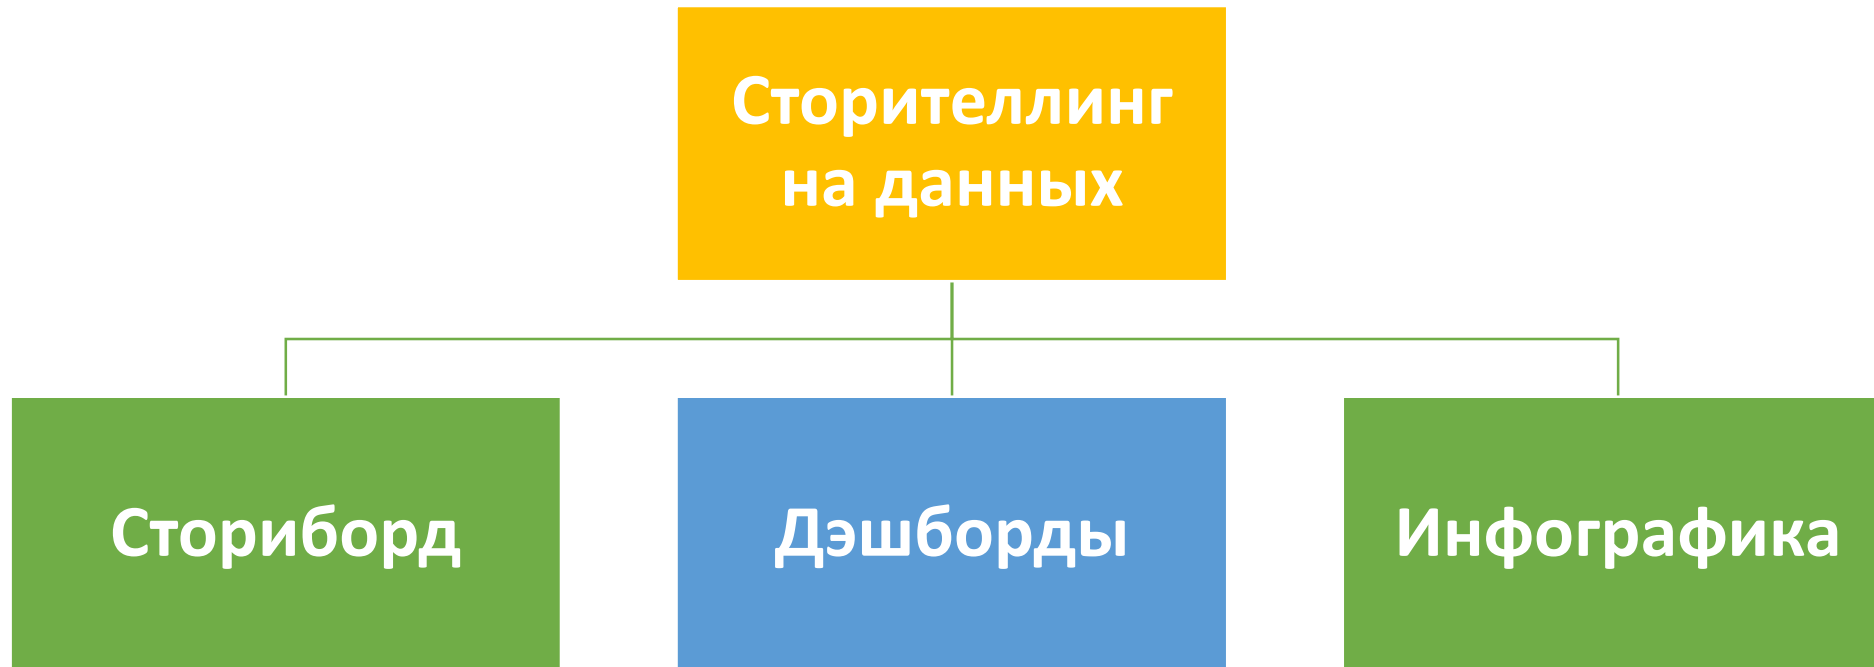 Сторителлинг
на данных
Сториборд
Дэшборды
Инфографика